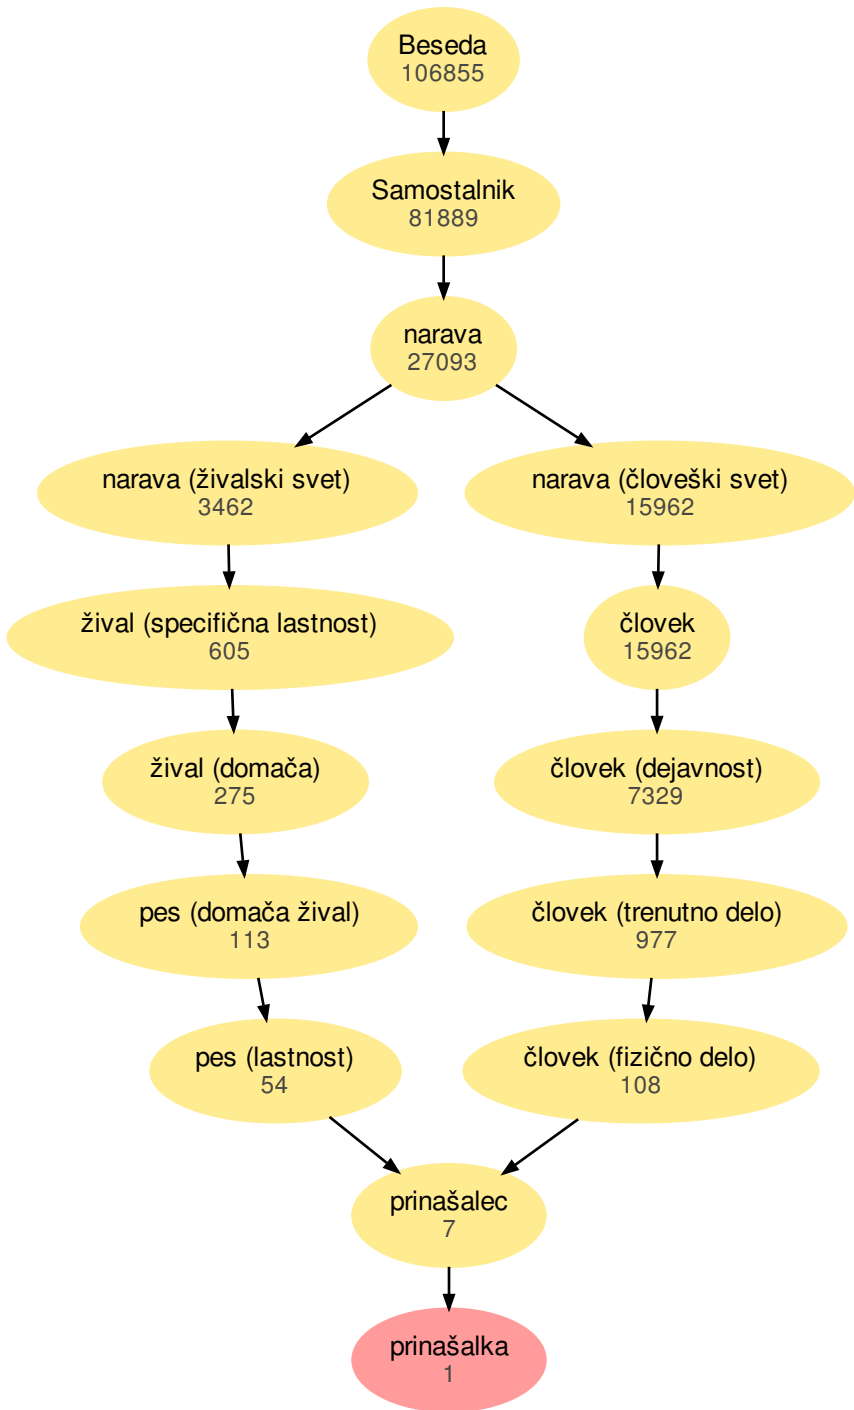 Beseda
106855
Samostalnik
81889
narava
27093
narava (živalski svet)
3462
narava (človeški svet)
15962
žival (specifična lastnost)
605
človek
15962
žival (domača)
275
človek (dejavnost)
7329
pes (domača žival)
113
človek (trenutno delo)
977
pes (lastnost)
54
človek (fizično delo)
108
prinašalec
7
prinašalka
1